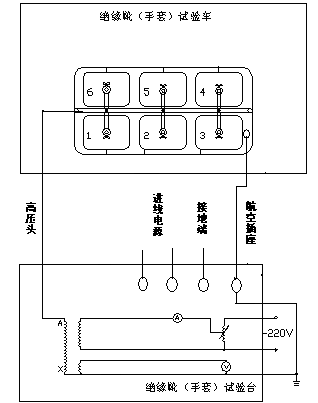 绝缘靴（手套）试验车
6 5 4
1 2 3
高压头
进线电源
接地端
航空插座
A
A
220V
X
V
绝缘靴（手套）试验台